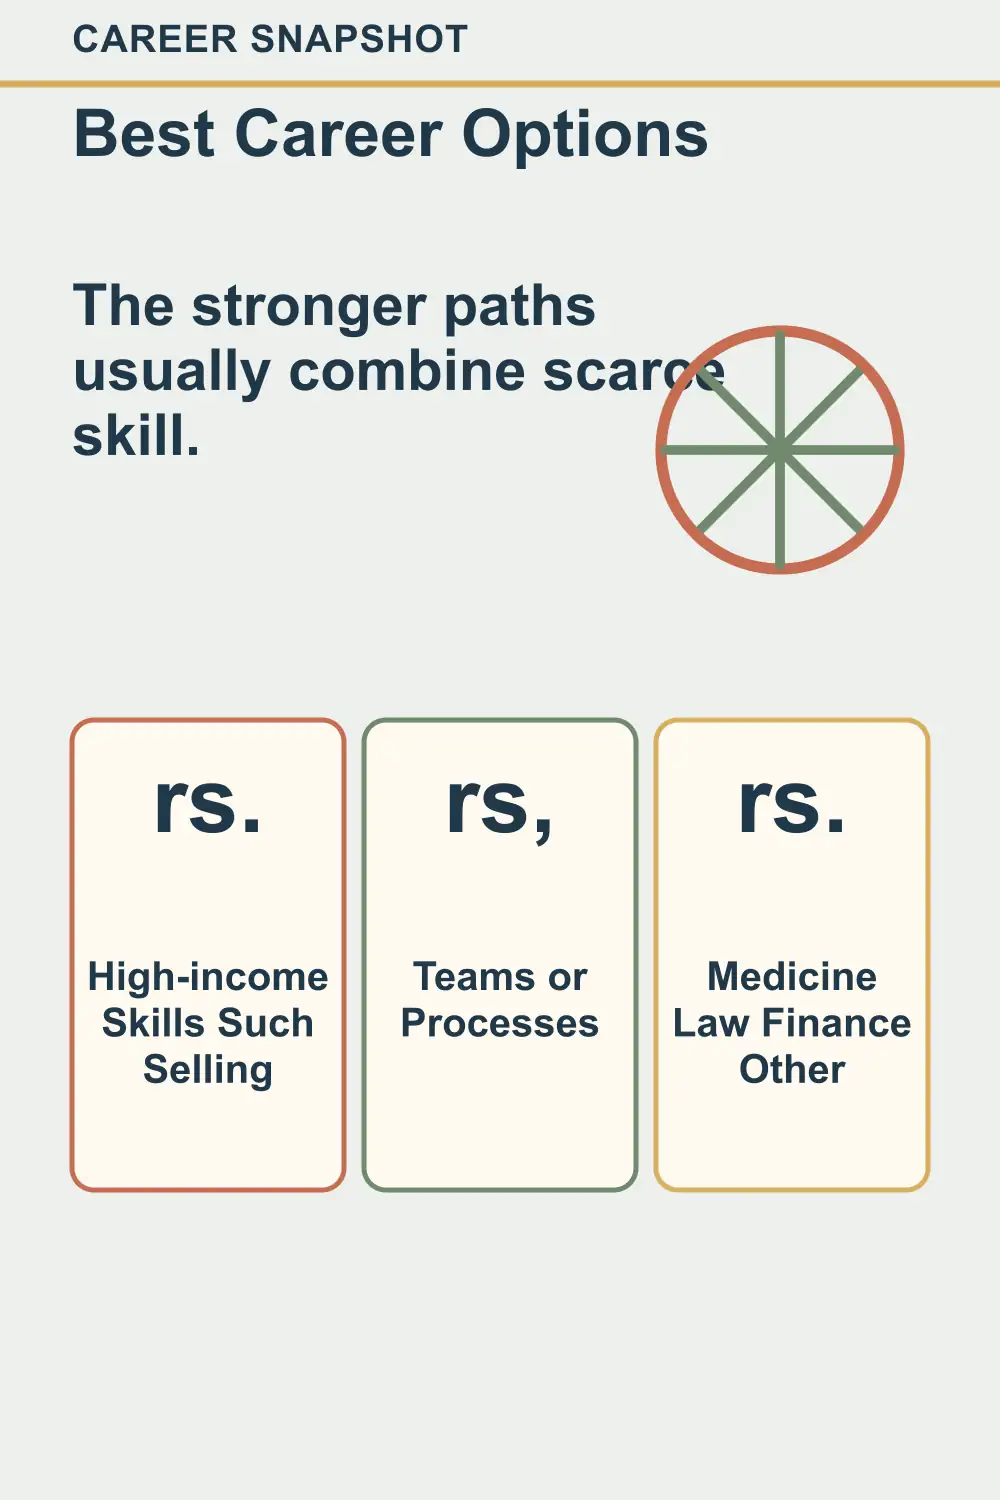 CAREER SNAPSHOT
Best Career Options
The stronger paths
usually combine scarce
skill.
rs.
High-income
Skills Such
Selling
rs,
Teams or
Processes
rs.
Medicine
Law Finance
Other